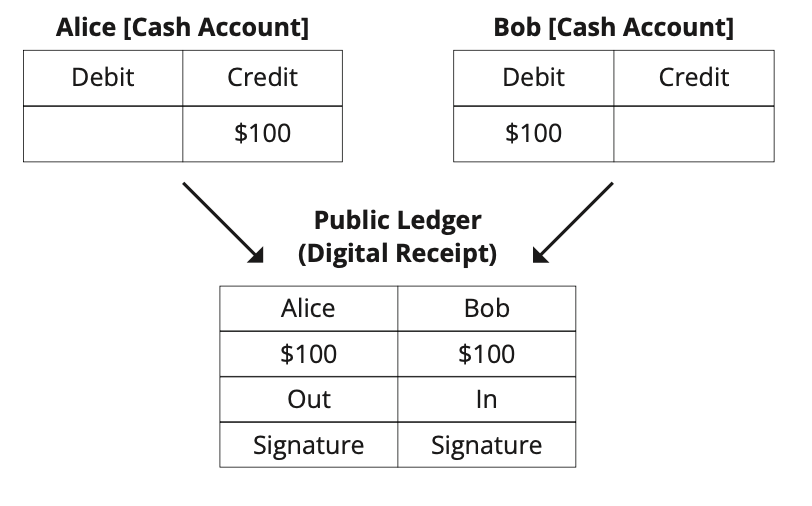 Alice [Cash Account] Bob [Cash Account]
Debit Credit Debit Credit
$100 $100
Public Ledger
(Digital Receipt)
Alice Bob
$100 $100
Out In
Signature Signature